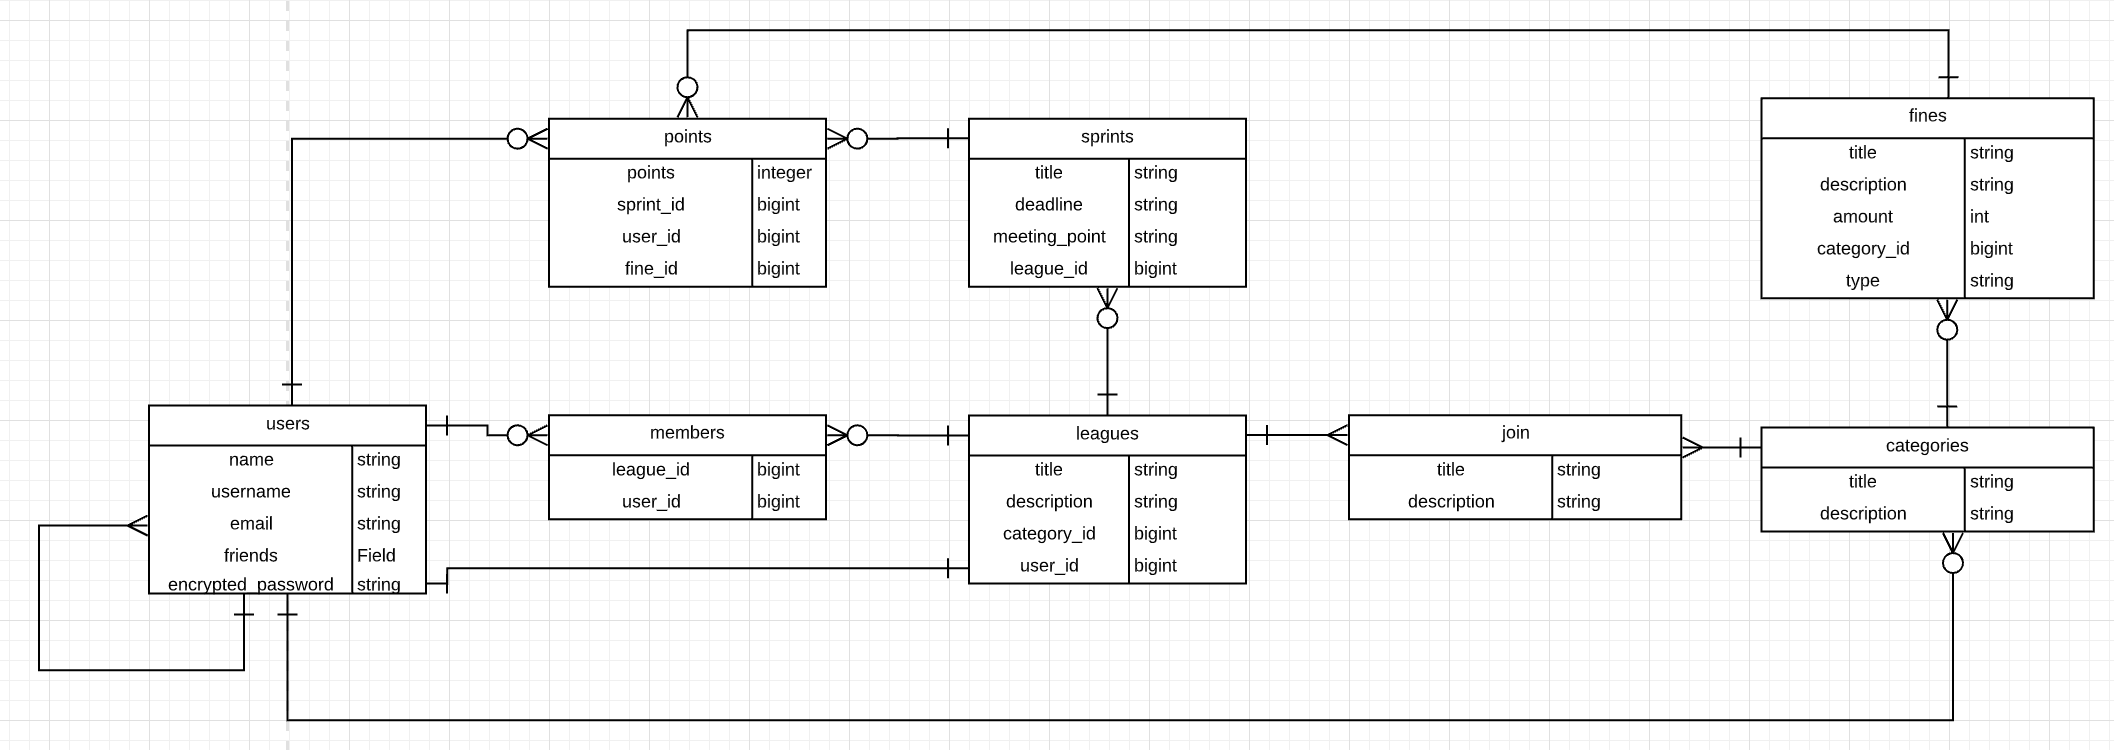 points
points integer
sprint_id bigint
user_id bigint
fine_id bigint
sprints
title string
deadline string
meeting_point string
league_id bigint
fines
title string
description string
amount int
category_id bigint
type string
users
name string
username string
email string
friends Field
encrypted_password string
members
league_id bigint
user_id bigint
leagues
title string
description string
category_id bigint
user_id bigint
join
title string
description string
categories
title string
description string